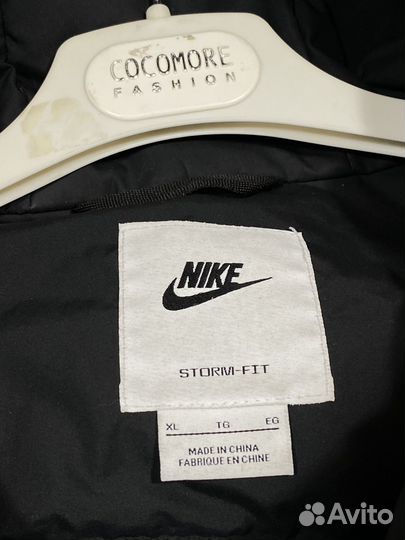 COCOMORE
FASHION
NIKE
STORM-FIT
XL TG EG
MADE IN CHINA
FABRIQUE EN CHINE
Avito